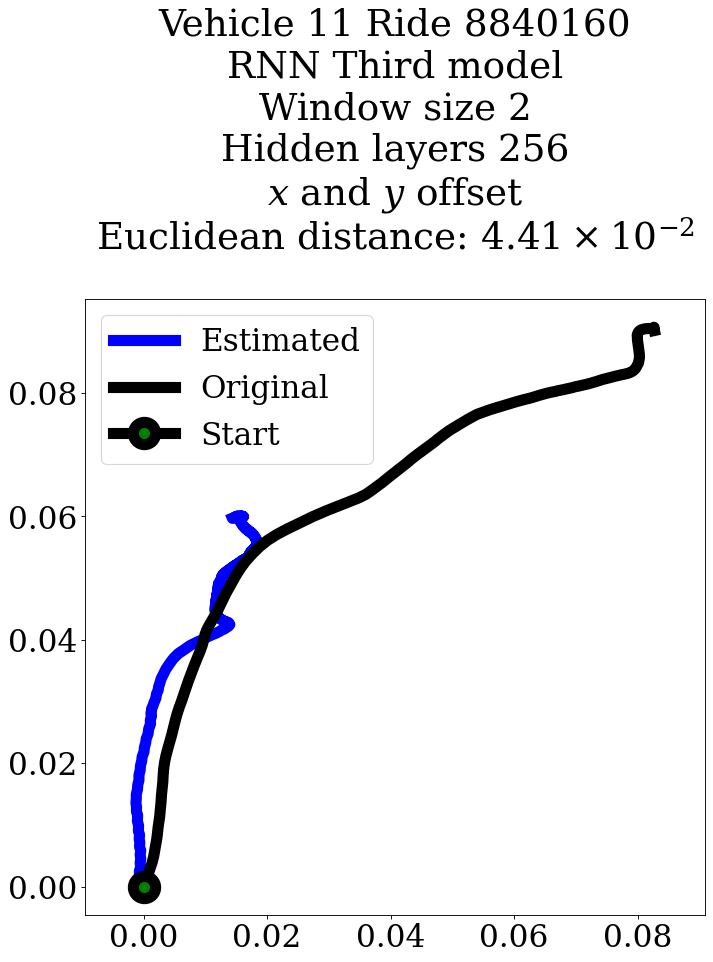 Vehicle 11 Ride 8840160
RNN Third model
Window size 2
Hidden layers 256
x and y offset
Euclidean distance: 4.41 × 10⁻²
Estimated
Original
Start
0.08
0.06
0.04
0.02
0.00
0.00 0.02 0.04 0.06 0.08